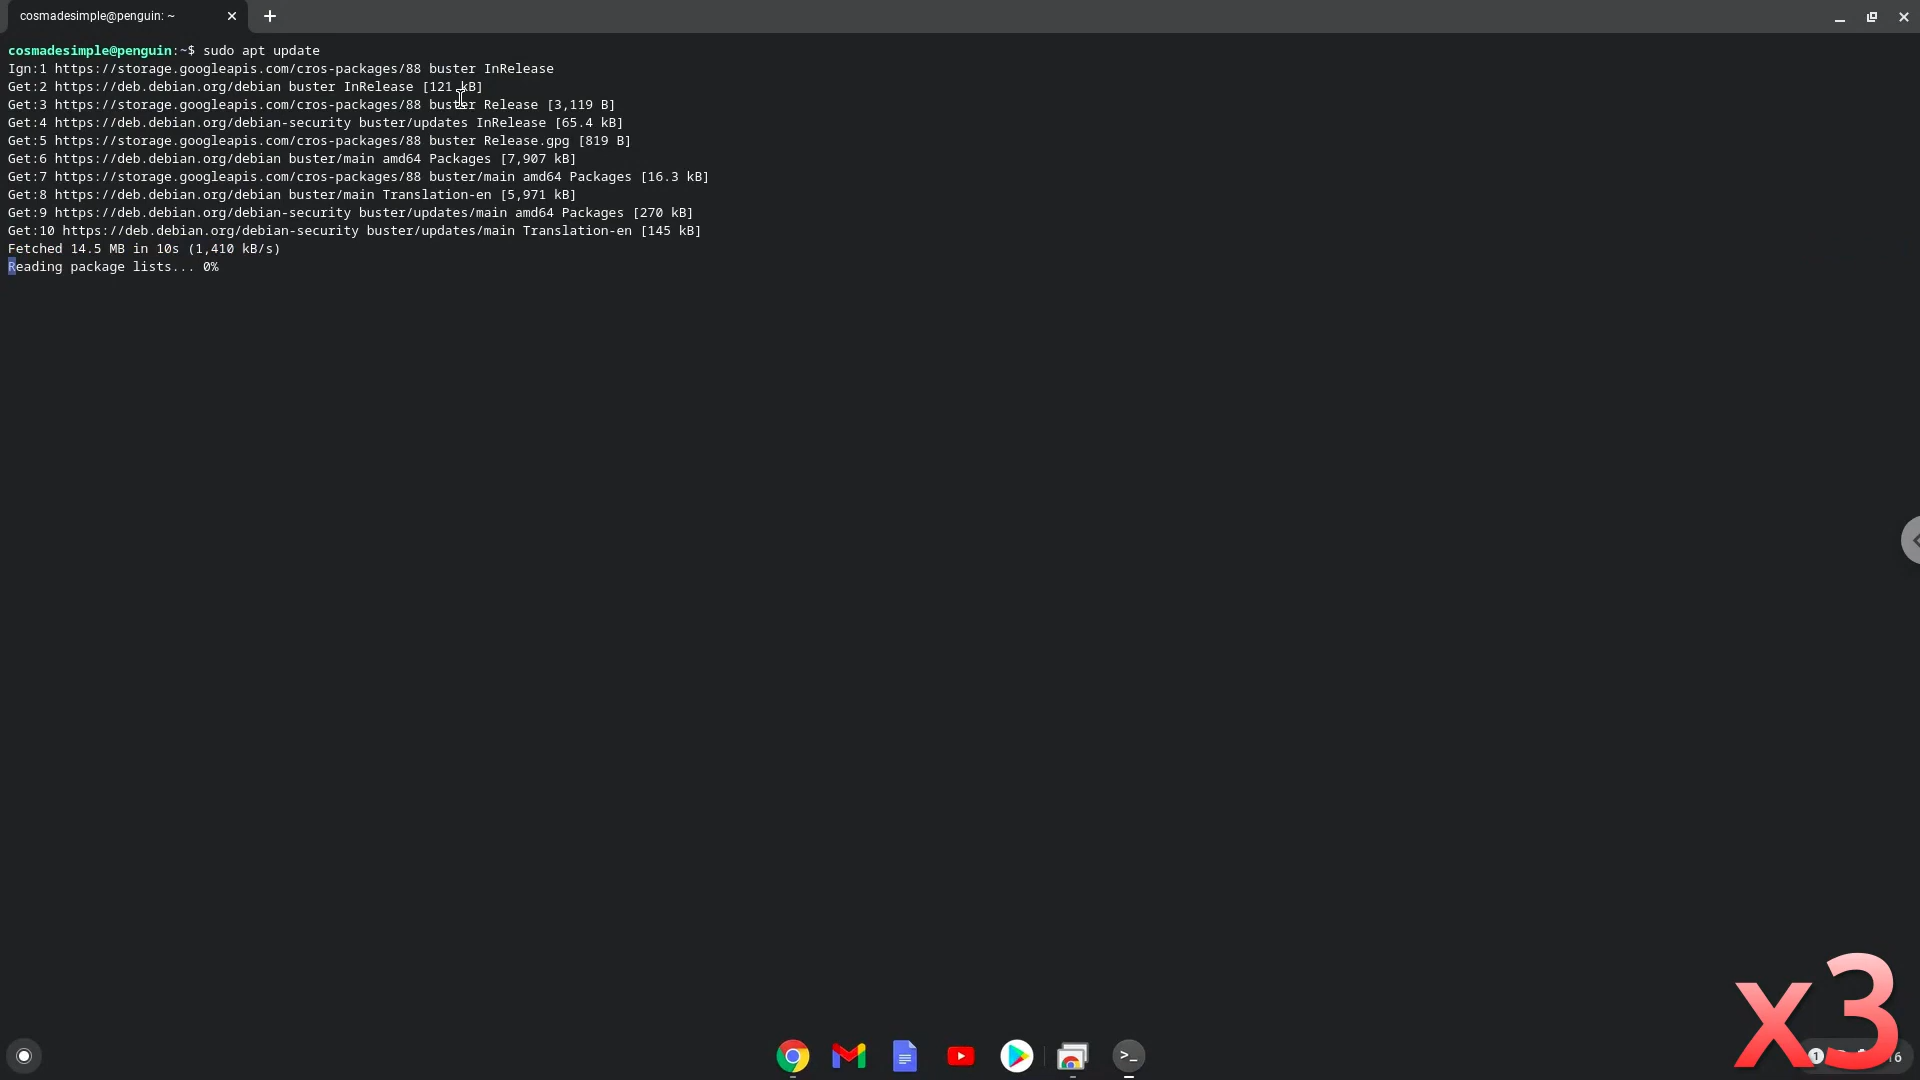 cosmadesimple@penguin: ~
cosmadesimple@penguin:~$ sudo apt update
Ign:1 https://storage.googleapis.com/cros-packages/88 buster InRelease
Get:2 https://deb.debian.org/debian buster InRelease [121 kB]
Get:3 https://storage.googleapis.com/cros-packages/88 buster Release [3,119 B]
Get:4 https://deb.debian.org/debian-security buster/updates InRelease [65.4 kB]
Get:5 https://storage.googleapis.com/cros-packages/88 buster Release.gpg [819 B]
Get:6 https://deb.debian.org/debian buster/main amd64 Packages [7,907 kB]
Get:7 https://storage.googleapis.com/cros-packages/88 buster/main amd64 Packages [16.3 kB]
Get:8 https://deb.debian.org/debian buster/main Translation-en [5,971 kB]
Get:9 https://deb.debian.org/debian-security buster/updates/main amd64 Packages [270 kB]
Get:10 https://deb.debian.org/debian-security buster/updates/main Translation-en [145 kB]
Fetched 14.5 MB in 10s (1,410 kB/s)
Reading package lists... 0%
x3
1